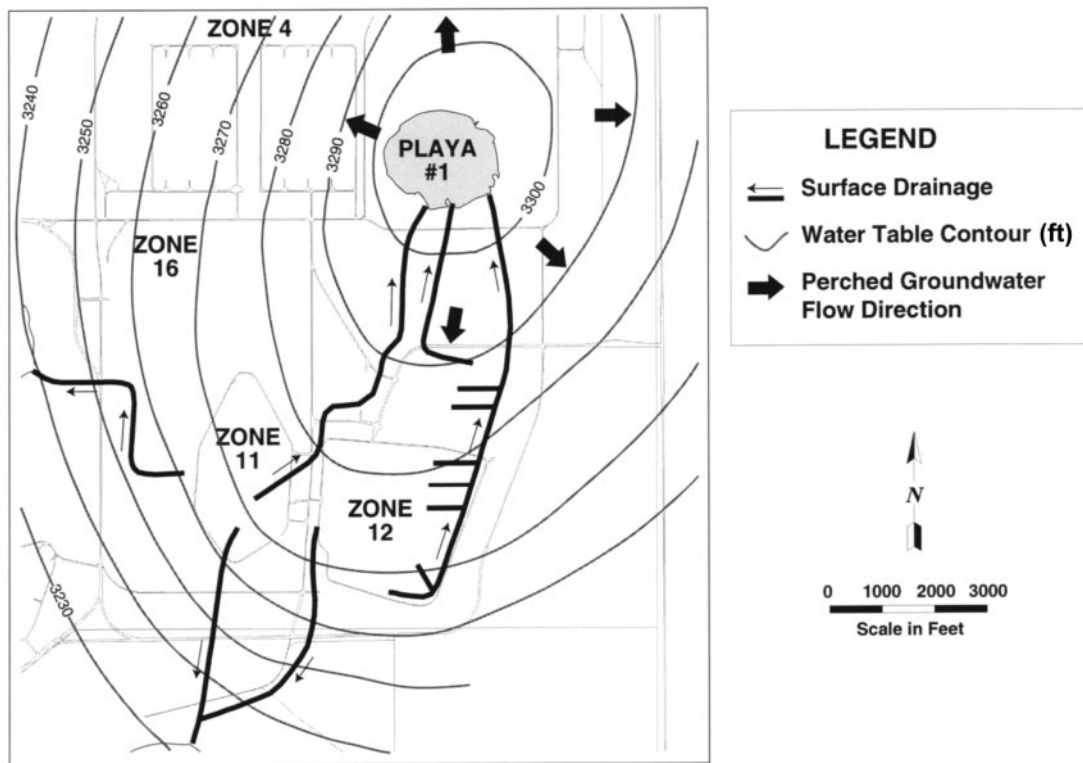 ZONE 4
3240
3250
3260
3270
3280
3290
3300
PLAYA
#1
ZONE
16
ZONE
11
ZONE
12
3230
LEGEND
Surface Drainage
Water Table Contour (ft)
Perched Groundwater
Flow Direction
N
0 1000 2000 3000
Scale in Feet